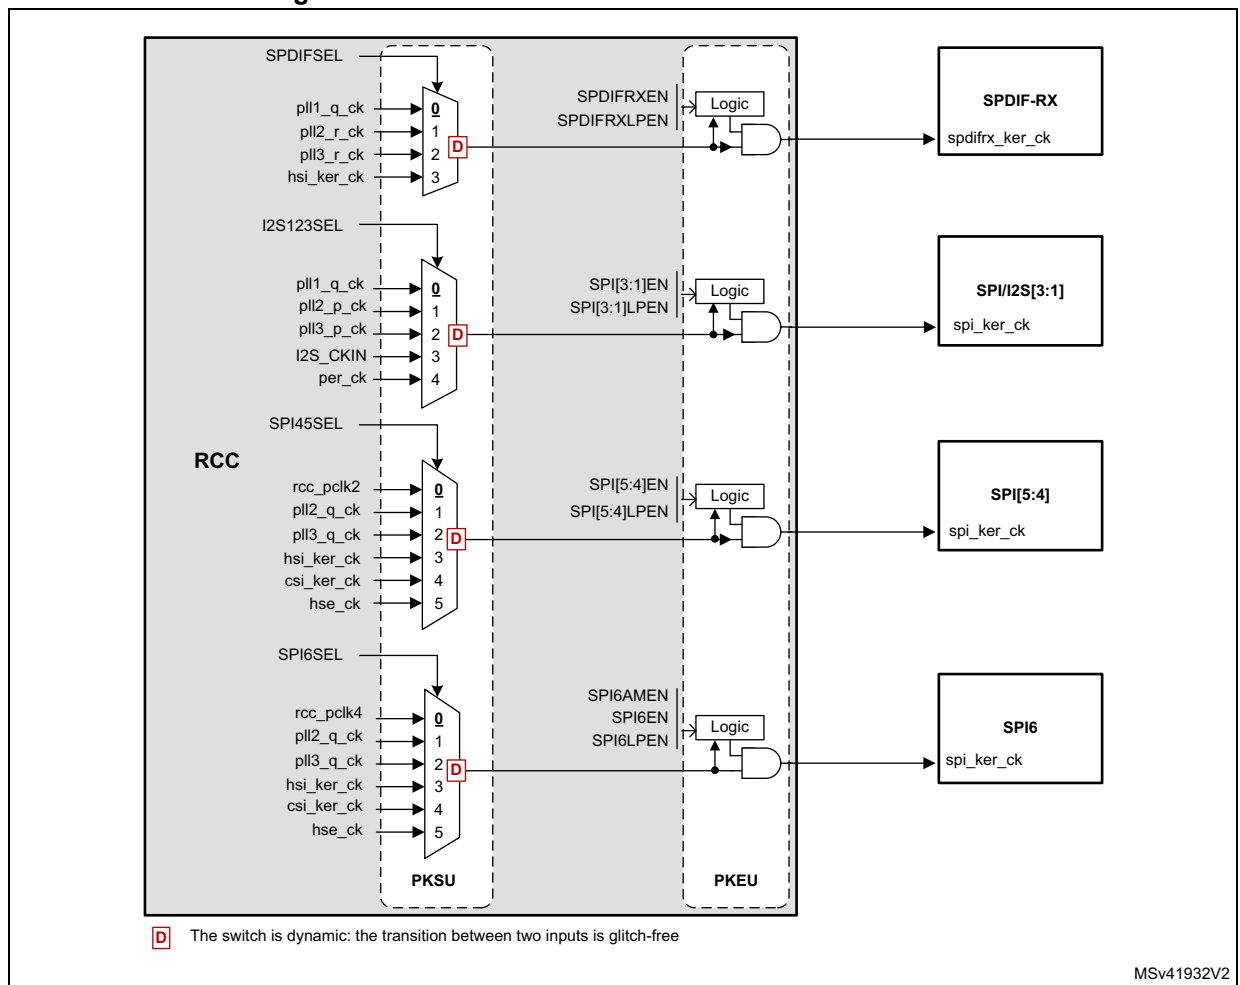 SPDIFSEL
pll1_q_ck
pll2_r_ck
pll3_r_ck
hsi_ker_ck
0
1
2
3
D
SPDIFRXEN
SPDIFRXLPEN
Logic
SPDIF-RX
spdifrx_ker_ck
I2S123SEL
pll1_q_ck
pll2_p_ck
pll3_p_ck
I2S_CKIN
per_ck
0
1
2
3
4
D
SPI[3:1]EN
SPI[3:1]LPEN
Logic
SPI/I2S[3:1]
spi_ker_ck
RCC
SPI45SEL
rcc_pclk2
pll2_q_ck
pll3_q_ck
hsi_ker_ck
csi_ker_ck
hse_ck
0
1
2
3
4
5
D
SPI[5:4]EN
SPI[5:4]LPEN
Logic
SPI[5:4]
spi_ker_ck
SPI6SEL
rcc_pclk4
pll2_q_ck
pll3_q_ck
hsi_ker_ck
csi_ker_ck
hse_ck
0
1
2
3
4
5
D
SPI6AMEN
SPI6EN
SPI6LPEN
Logic
SPI6
spi_ker_ck
PKSU
PKEU
D The switch is dynamic: the transition between two inputs is glitch-free
MSv41932V2